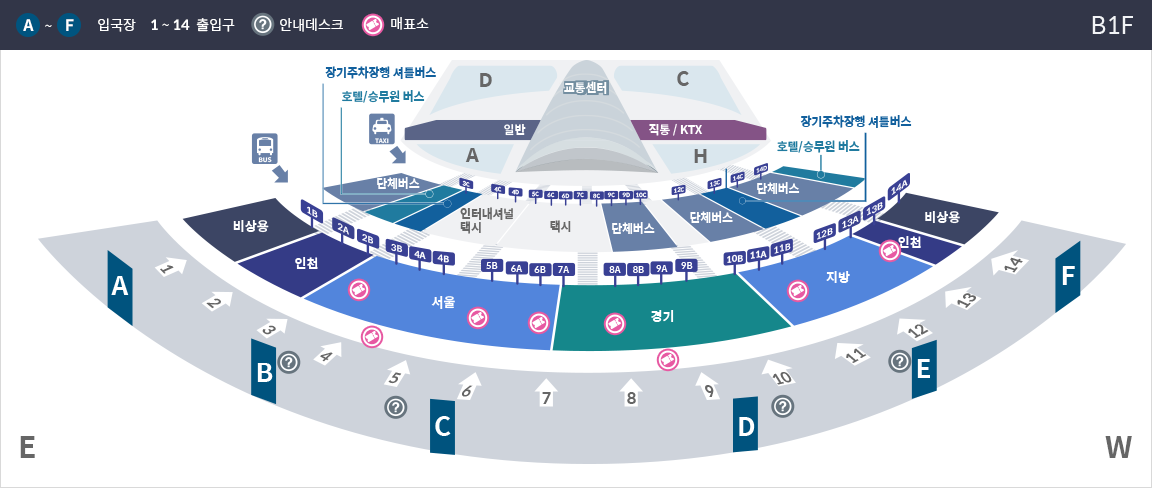 A ~ F 입국장 1 ~ 14 출입구 ? 안내데스크 매표소 B1F
장기주차장행 셔틀버스
호텔/승무원 버스
D 교통센터 C
일반 직통 / KTX
A H
장기주차장행 셔틀버스
호텔/승무원 버스
BUS TAXI
단체버스 3C 4C 4D 5C 6C 6D 7C 8C 9C 9D 10C 12C 13C 14C 14D 단체버스
인터내셔널
택시
택시 단체버스 단체버스
비상용 1B 2A 2B 3B 4A 4B 5B 6A 6B 7A 8A 8B 9A 9B 10B 11A 11B 12B 13A 13B 14A 비상용
인천 서울 경기 지방 인천
A 1 2 3 4 5 6 7 8 9 10 11 12 13 14 F
B ? ? E
? C D ?
E W